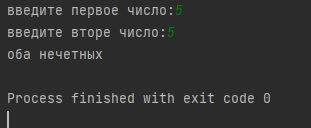 введите первое число:5
введите вторе число:5
оба нечетных
Process finished with exit code 0